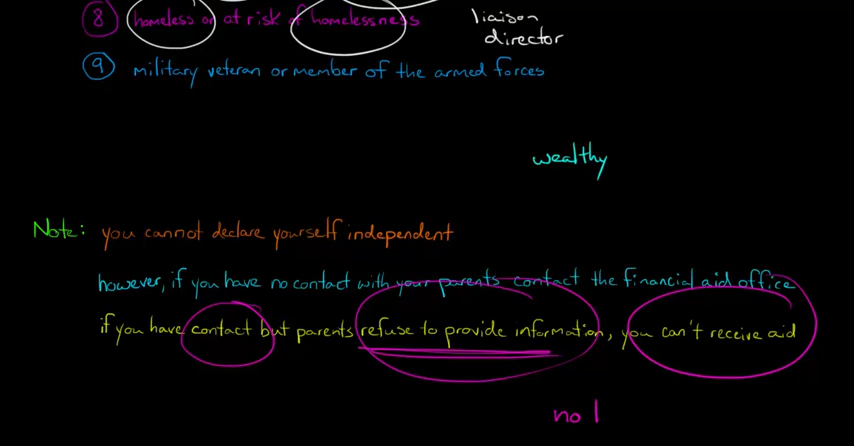 ⑧ homeless or at risk of homelessness
liaison
director
⑨ military veteran or member of the armed forces
wealthy
Note: you cannot declare yourself independent
however, if you have no contact with your parents contact the financial aid office
if you have contact but parents refuse to provide information, you can't receive aid
no l